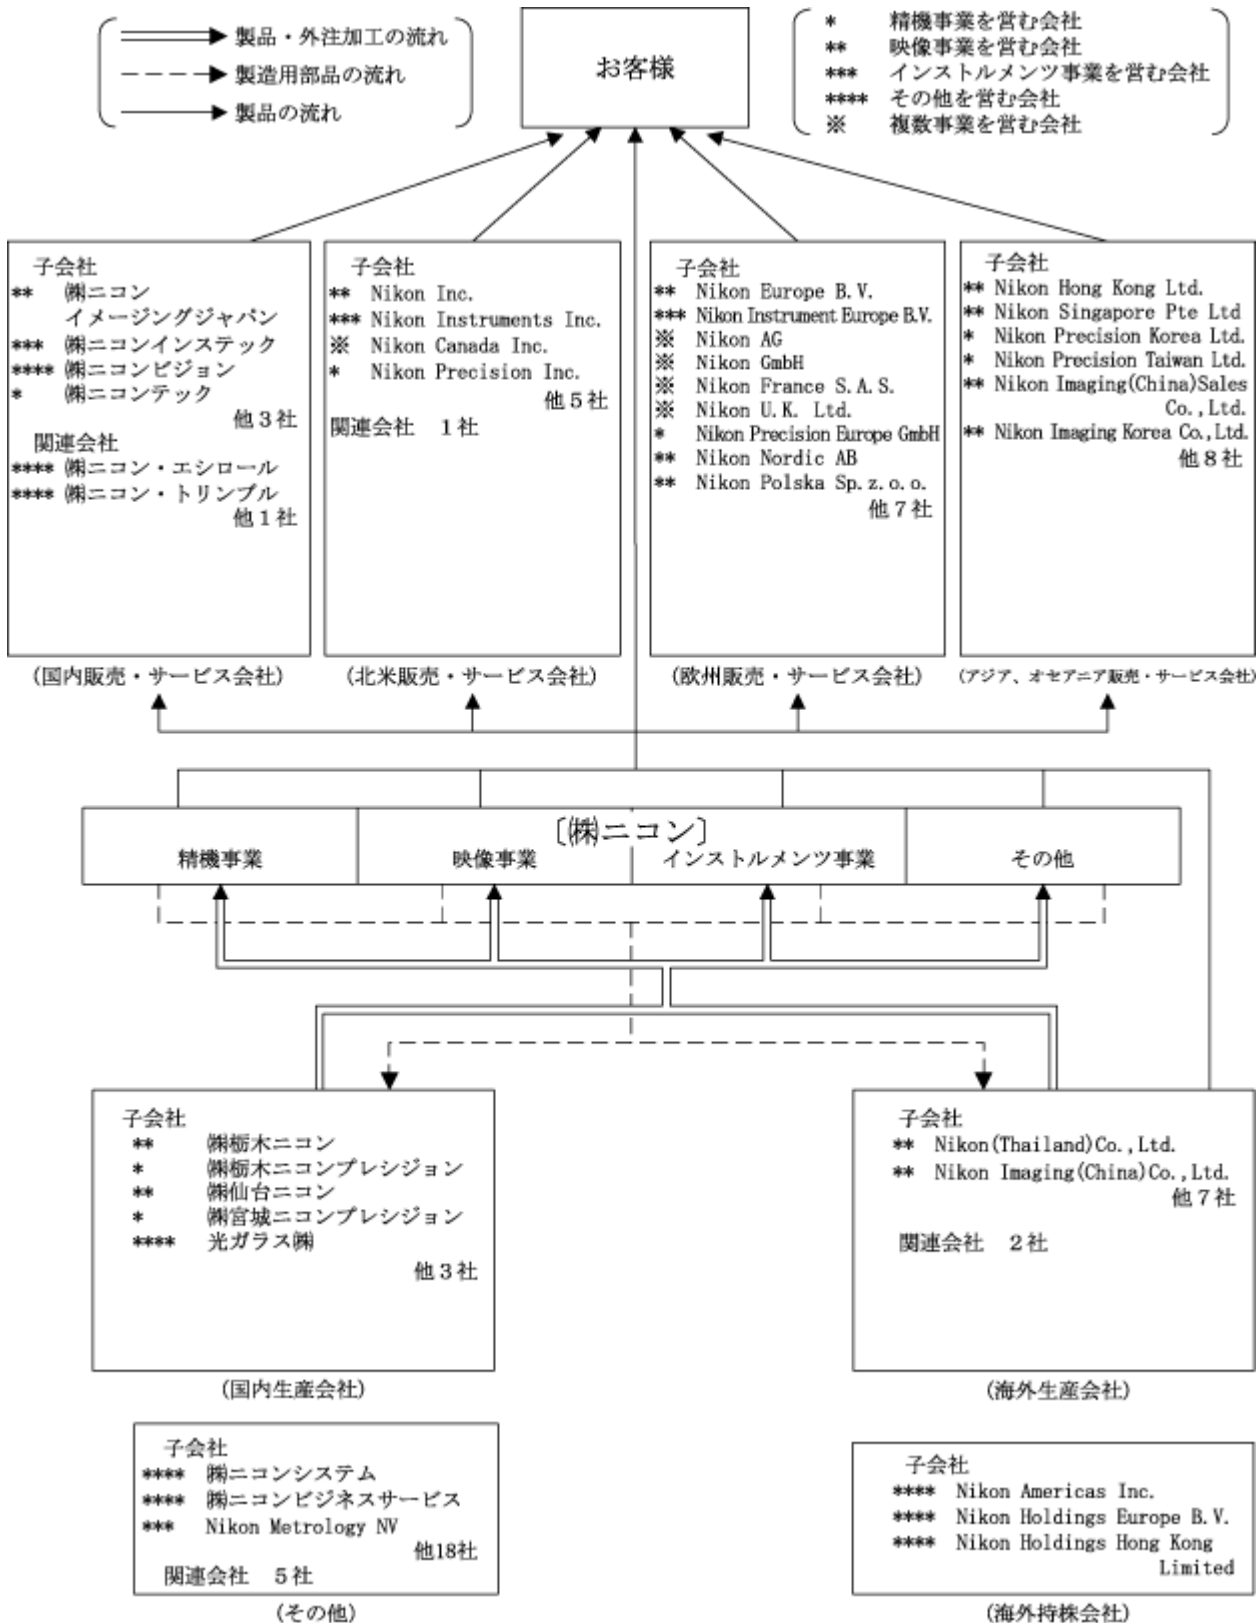 製品・外注加工の流れ
製造用部品の流れ
製品の流れ
お客様
* 精機事業を営む会社
** 映像事業を営む会社
*** インストルメンツ事業を営む会社
**** その他を営む会社
※ 複数事業を営む会社
子会社
** ㈱ニコン
イメージングジャパン
*** ㈱ニコンインステック
**** ㈱ニコンビジョン
* ㈱ニコンテック
他3社
関連会社
**** ㈱ニコン・エシロール
**** ㈱ニコン・トリンブル
他1社
(国内販売・サービス会社)
子会社
** Nikon Inc.
*** Nikon Instruments Inc.
※ Nikon Canada Inc.
* Nikon Precision Inc.
他5社
関連会社 1社
(北米販売・サービス会社)
子会社
** Nikon Europe B.V.
*** Nikon Instrument Europe B.V.
※ Nikon AG
※ Nikon GmbH
※ Nikon France S.A.S.
※ Nikon U.K. Ltd.
* Nikon Precision Europe GmbH
** Nikon Nordic AB
** Nikon Polska Sp.z.o.o.
他7社
(欧州販売・サービス会社)
子会社
** Nikon Hong Kong Ltd.
** Nikon Singapore Pte Ltd
* Nikon Precision Korea Ltd.
* Nikon Precision Taiwan Ltd.
** Nikon Imaging(China)Sales
Co.,Ltd.
** Nikon Imaging Korea Co.,Ltd.
他8社
(アジア、オセアニア販売・サービス会社)
〔㈱ニコン〕
精機事業 映像事業 インストルメンツ事業 その他
子会社
** ㈱栃木ニコン
* ㈱栃木ニコンプレシジョン
** ㈱仙台ニコン
* ㈱宮城ニコンプレシジョン
**** 光ガラス㈱
他3社
(国内生産会社)
子会社
** Nikon(Thailand)Co.,Ltd.
** Nikon Imaging(China)Co.,Ltd.
他7社
関連会社 2社
(海外生産会社)
子会社
**** ㈱ニコンシステム
**** ㈱ニコンビジネスサービス
*** Nikon Metrology NV
他18社
関連会社 5社
(その他)
子会社
**** Nikon Americas Inc.
**** Nikon Holdings Europe B.V.
**** Nikon Holdings Hong Kong
Limited
(海外持株会社)